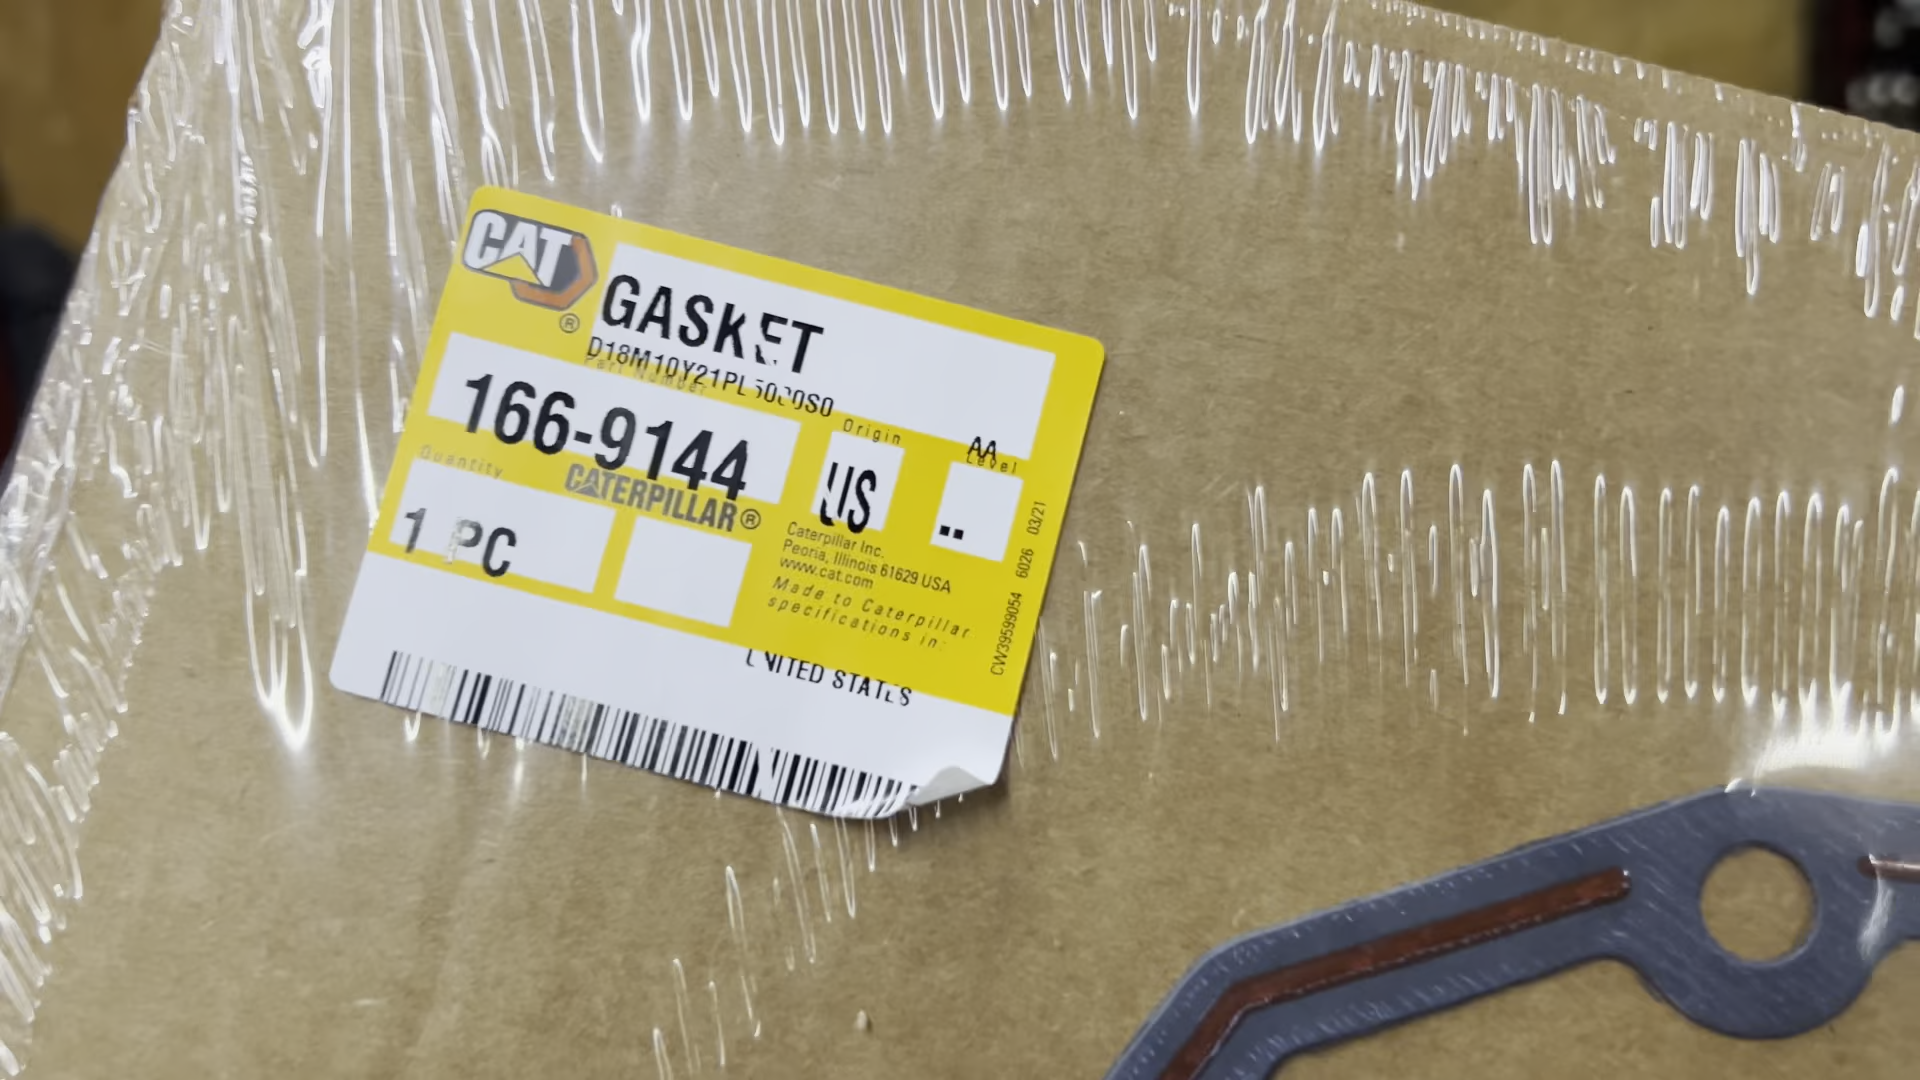 CAT
®
GASKET
D18M10Y21PL5000S0
Part Number
166-9144
CATERPILLAR®
Origin
US
AA
Level
..
Quantity
1 PC
Caterpillar Inc.
Peoria, Illinois 61629 USA
www.cat.com
Made to Caterpillar
specifications in:
UNITED STATES
CW39599054 6026 03/21